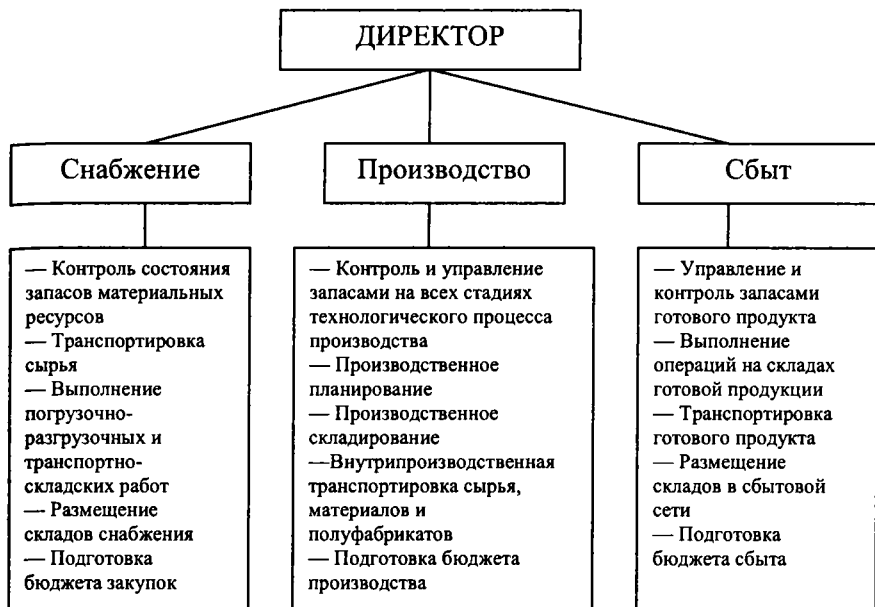 ДИРЕКТОР
Снабжение
Производство
Сбыт
— Контроль состояния
запасов материальных
ресурсов
— Транспортировка
сырья
— Выполнение
погрузочно-
разгрузочных и
транспортно-
складских работ
— Размещение
складов снабжения
— Подготовка
бюджета закупок
— Контроль и управление
запасами на всех стадиях
технологического процесса
производства
— Производственное
планирование
— Производственное
складирование
—Внутрипроизводственная
транспортировка сырья,
материалов и
полуфабрикатов
— Подготовка бюджета
производства
— Управление и
контроль запасами
готового продукта
— Выполнение
операций на складах
готовой продукции
— Транспортировка
готового продукта
— Размещение
складов в сбытовой
сети
— Подготовка
бюджета сбыта